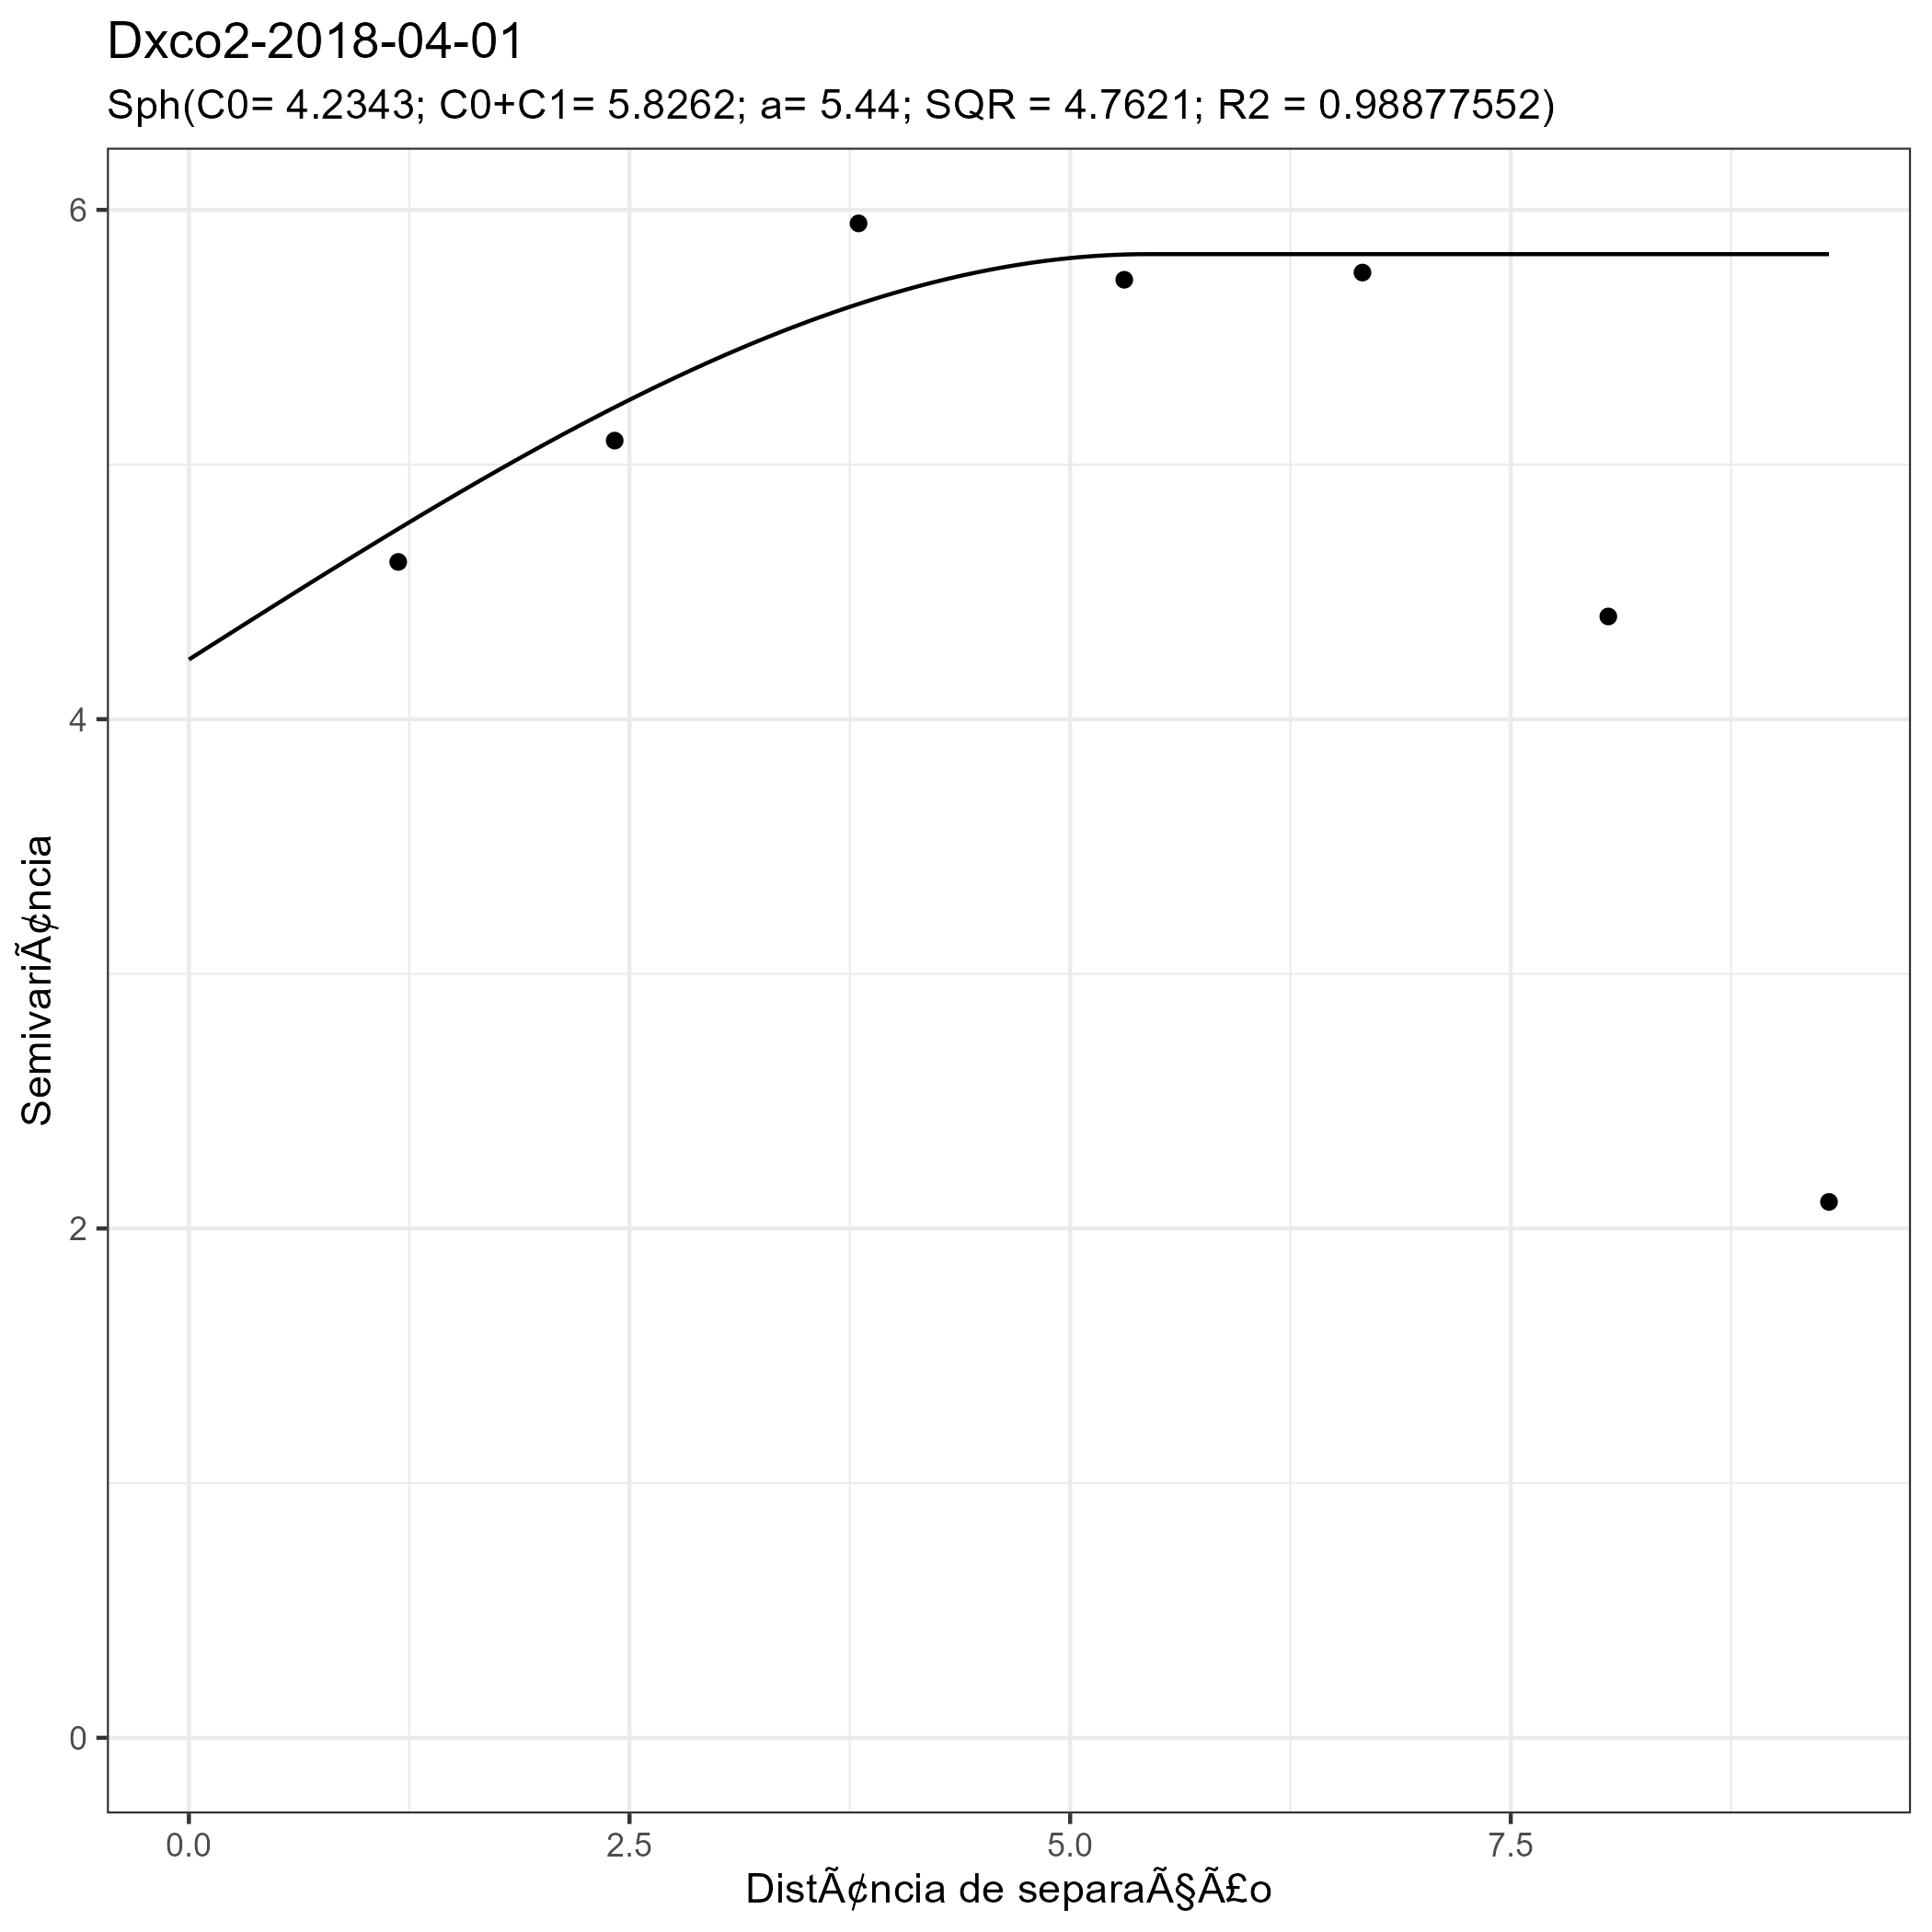 Dxco2-2018-04-01
Sph(C0= 4.2343; C0+C1= 5.8262; a= 5.44; SQR = 4.7621; R2 = 0.98877552)
6
4
2
0
SemivariÃ¢ncia
0.0 2.5 5.0 7.5
DistÃ¢ncia de separaÃ§Ã£o